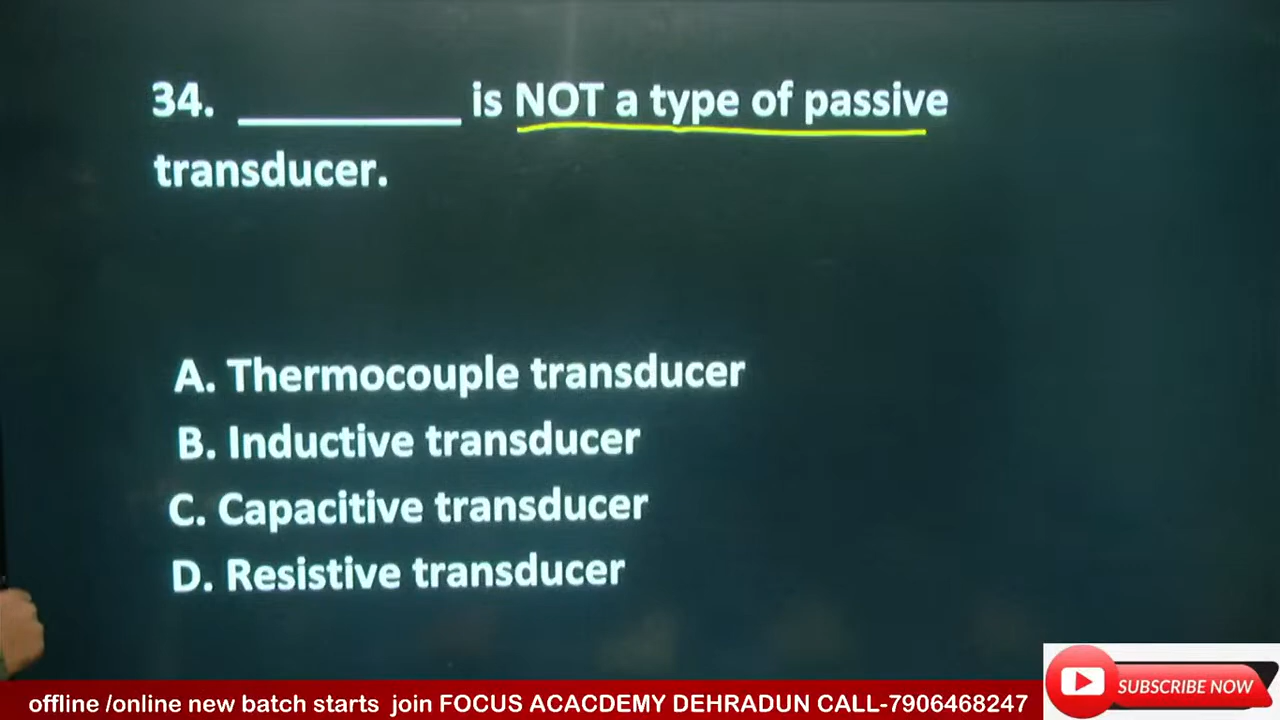 34. __________ is NOT a type of passive
transducer.
A. Thermocouple transducer
B. Inductive transducer
C. Capacitive transducer
D. Resistive transducer
offline /online new batch starts join FOCUS ACACDEMY DEHRADUN CALL-7906468247
SUBSCRIBE NOW